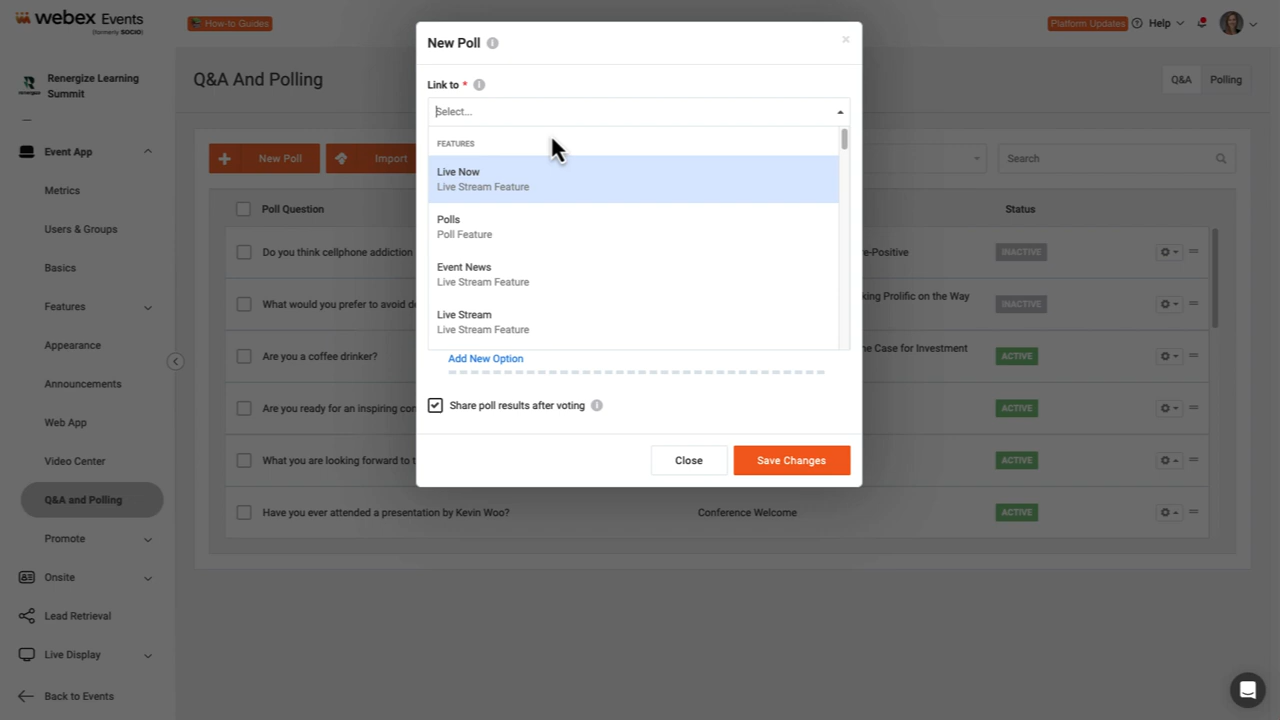 webex Events
(formerly SOCIO)
How-to Guides
Platform Updates
Help
Renergize Learning
Summit
Event App
Metrics
Users & Groups
Basics
Features
Appearance
Announcements
Web App
Video Center
Q&A and Polling
Promote
Onsite
Lead Retrieval
Live Display
Back to Events
Q&A And Polling
Q&A
Polling
New Poll
Import
Search
Poll Question
Status
Do you think cellphone addiction
e-Positive
INACTIVE
What would you prefer to avoid
king Prolific on the Way
INACTIVE
Are you a coffee drinker?
he Case for Investment
ACTIVE
Are you ready for an inspiring
ACTIVE
What you are looking forward to
ACTIVE
Have you ever attended a presentation by Kevin Woo?
Conference Welcome
ACTIVE
New Poll
Link to *
Select...
FEATURES
Live Now
Live Stream Feature
Polls
Poll Feature
Event News
Live Stream Feature
Live Stream
Live Stream Feature
Add New Option
Share poll results after voting
Close
Save Changes